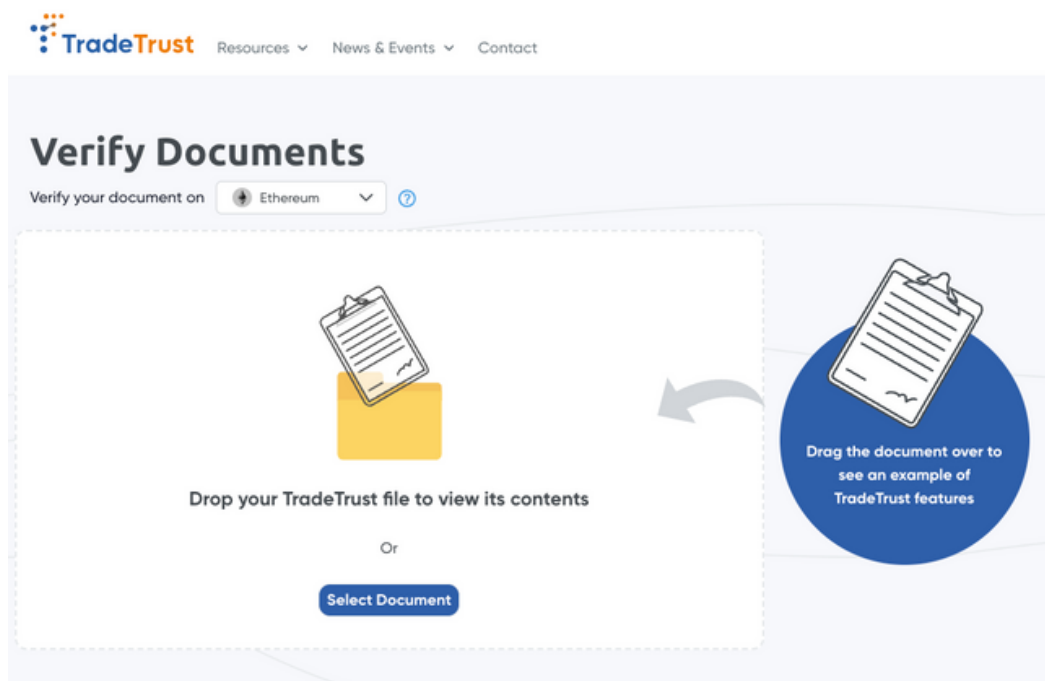 TradeTrust Resources News & Events Contact
Verify Documents
Verify your document on Ethereum ?
Drop your TradeTrust file to view its contents
Or
Select Document
Drag the document over to
see an example of
TradeTrust features